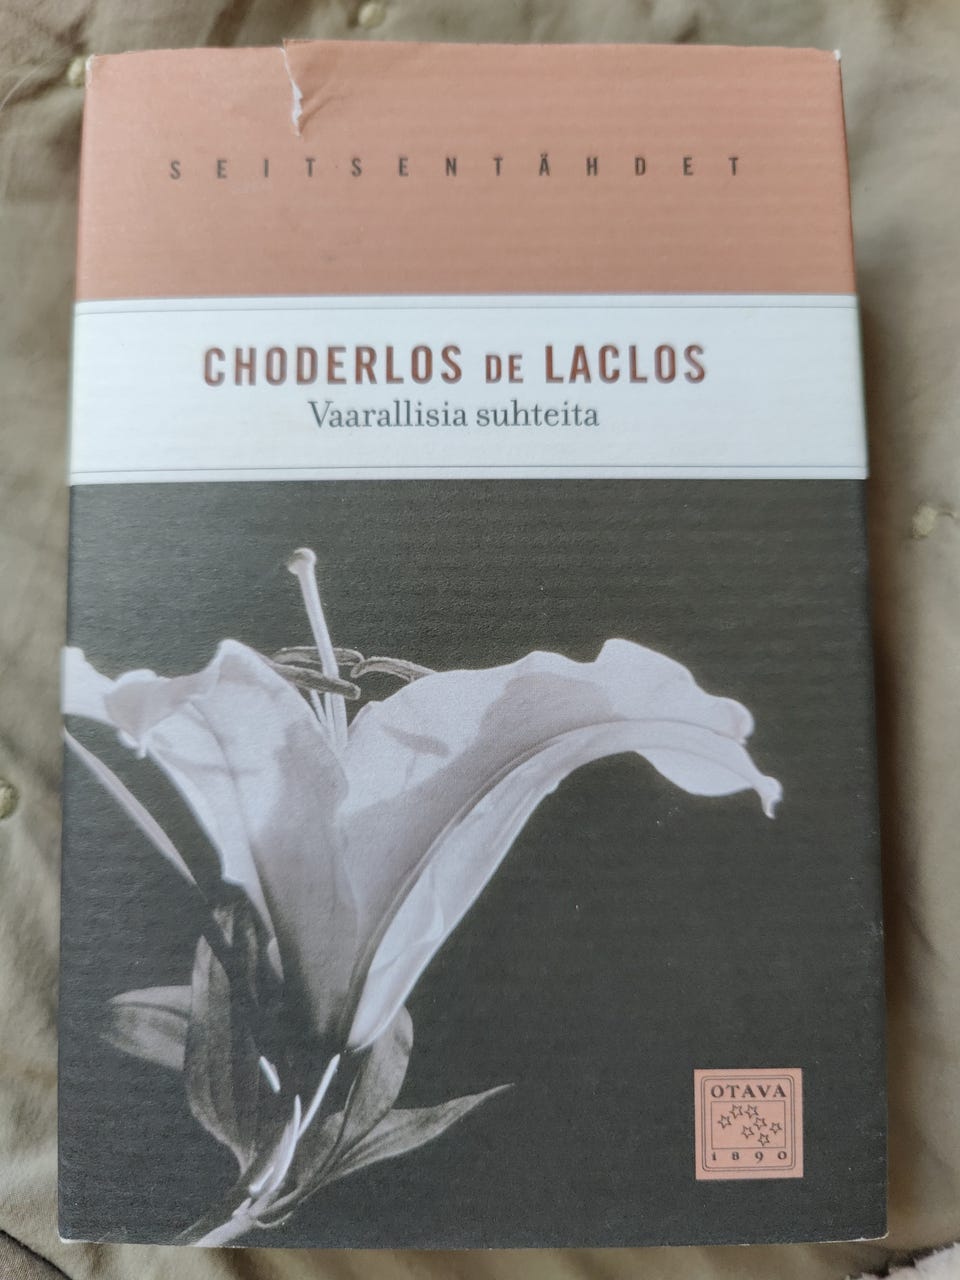 SEITSENTÄHDET
CHODERLOS DE LACLOS
Vaarallisia suhteita
OTAVA
1890